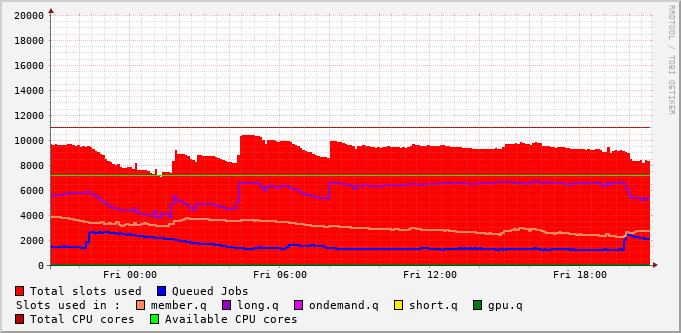 RRDTOOL / TOBI OETIKER
20000
18000
16000
14000
12000
10000
8000
6000
4000
2000
0
Fri 00:00 Fri 06:00 Fri 12:00 Fri 18:00
Total slots used Queued Jobs
Slots used in : member.q long.q ondemand.q short.q gpu.q
Total CPU cores Available CPU cores